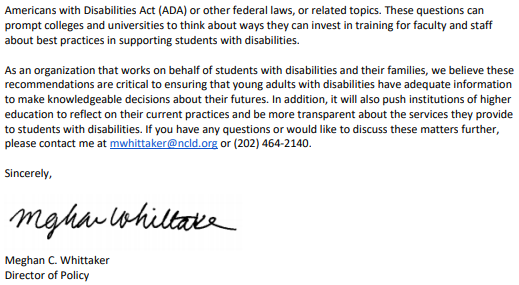 Americans with Disabilities Act (ADA) or other federal laws, or related topics. These questions can
prompt colleges and universities to think about ways they can invest in training for faculty and staff
about best practices in supporting students with disabilities.
As an organization that works on behalf of students with disabilities and their families, we believe these
recommendations are critical to ensuring that young adults with disabilities have adequate information
to make knowledgeable decisions about their futures. In addition, it will also push institutions of higher
education to reflect on their current practices and be more transparent about the services they provide
to students with disabilities. If you have any questions or would like to discuss these matters further,
please contact me at mwhittaker@ncld.org or (202) 464-2140.
Sincerely,
Meghan Whittaker
Meghan C. Whittaker
Director of Policy